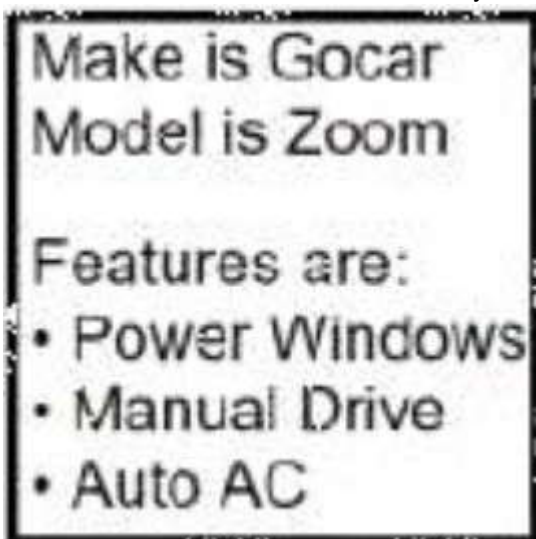 Make is Gocar
Model is Zoom
Features are:
• Power Windows
• Manual Drive
• Auto AC